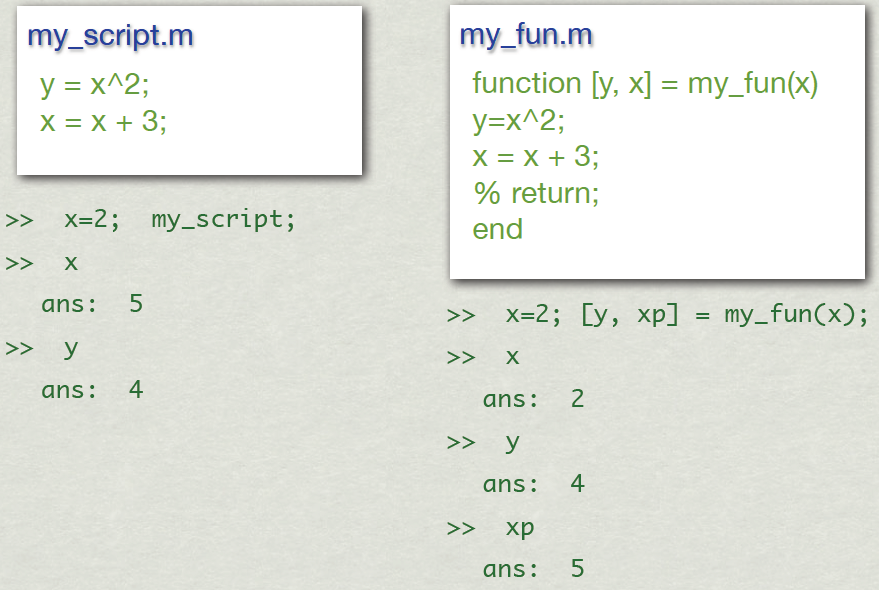 my_script.m
y = x^2;
x = x + 3;
>> x=2; my_script;
>> x
ans: 5
>> y
ans: 4
my_fun.m
function [y, x] = my_fun(x)
y=x^2;
x = x + 3;
% return;
end
>> x=2; [y, xp] = my_fun(x);
>> x
ans: 2
>> y
ans: 4
>> xp
ans: 5